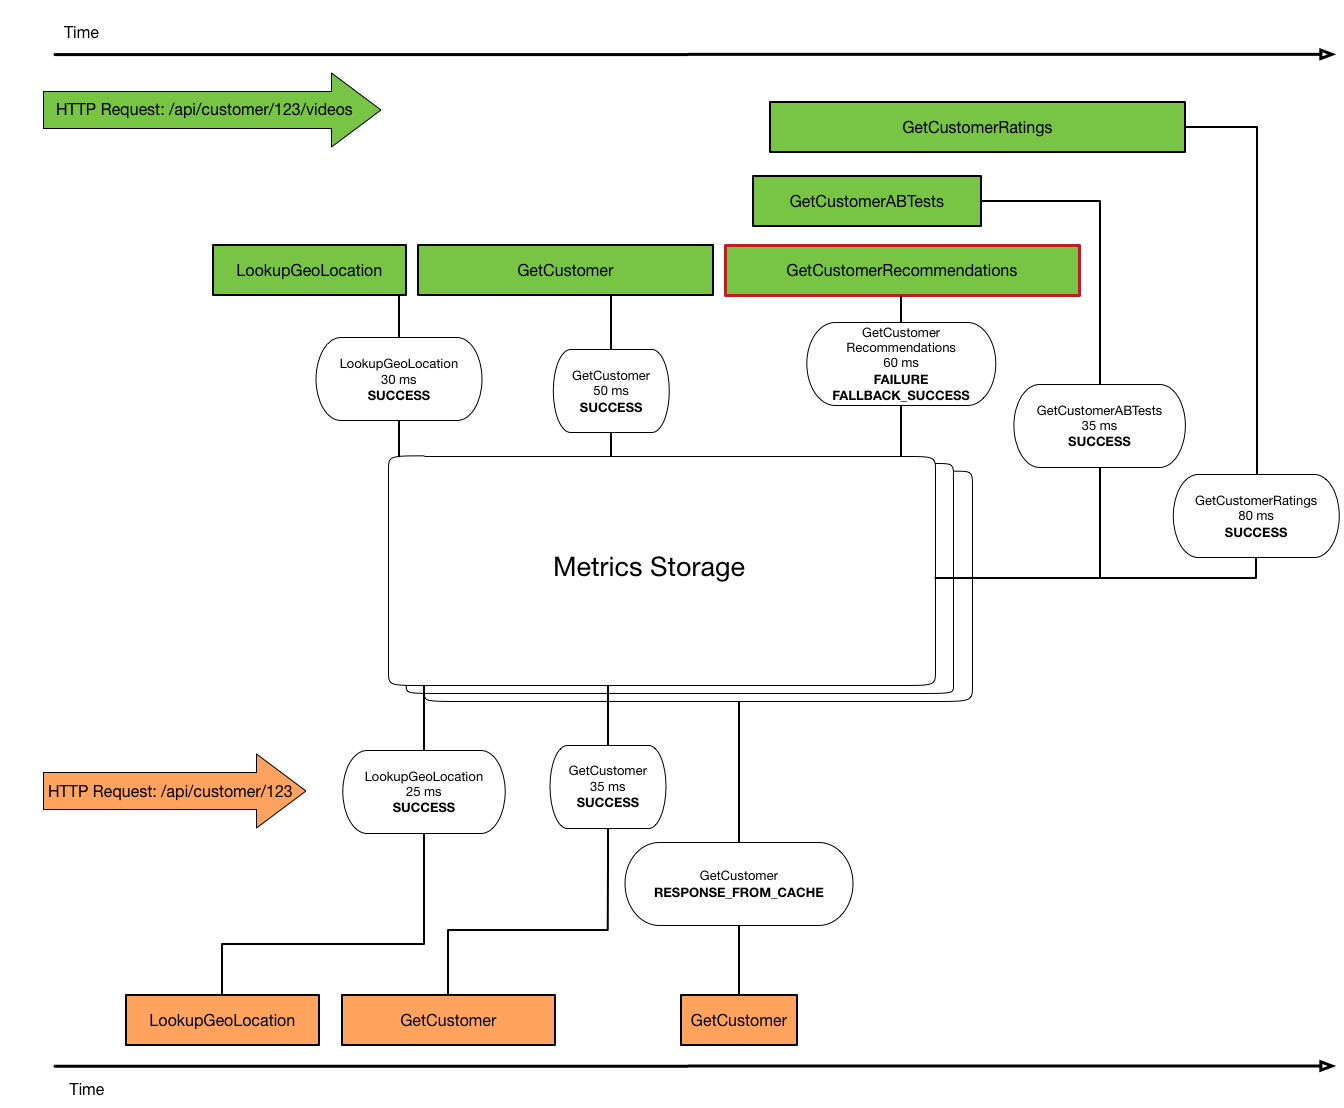 Time
HTTP Request: /api/customer/123/videos
GetCustomerRatings
GetCustomerABTests
LookupGeoLocation
GetCustomer
GetCustomerRecommendations
LookupGeoLocation
30 ms
SUCCESS
GetCustomer
50 ms
SUCCESS
GetCustomer
Recommendations
60 ms
FAILURE
FALLBACK_SUCCESS
GetCustomerABTests
35 ms
SUCCESS
GetCustomerRatings
80 ms
SUCCESS
Metrics Storage
HTTP Request: /api/customer/123
LookupGeoLocation
25 ms
SUCCESS
GetCustomer
35 ms
SUCCESS
GetCustomer
RESPONSE_FROM_CACHE
LookupGeoLocation
GetCustomer
GetCustomer
Time